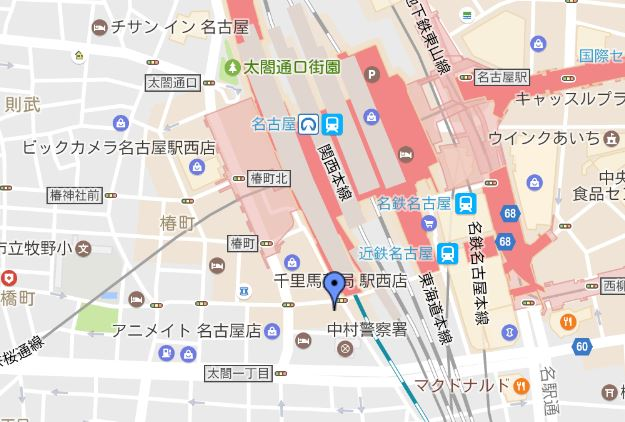 チサン イン 名古屋
地下鉄東山線
国際セ
太閤通口街園
太閤通口
名古屋駅
則武
キャッスルプラ
名古屋
ビックカメラ名古屋駅西店
ウインクあいち
関西本線
椿町北
中央
食品セ
椿神社前
名鉄名古屋
68
椿町
市立牧野小
椿町
68
名鉄名古屋本線
近鉄名古屋
千里馬 弓 駅西店
東海道本線
橋町
西柳
アニメイト 名古屋店
中村警察署
桜通線
60
太閤一丁目
マクドナルド
名駅通